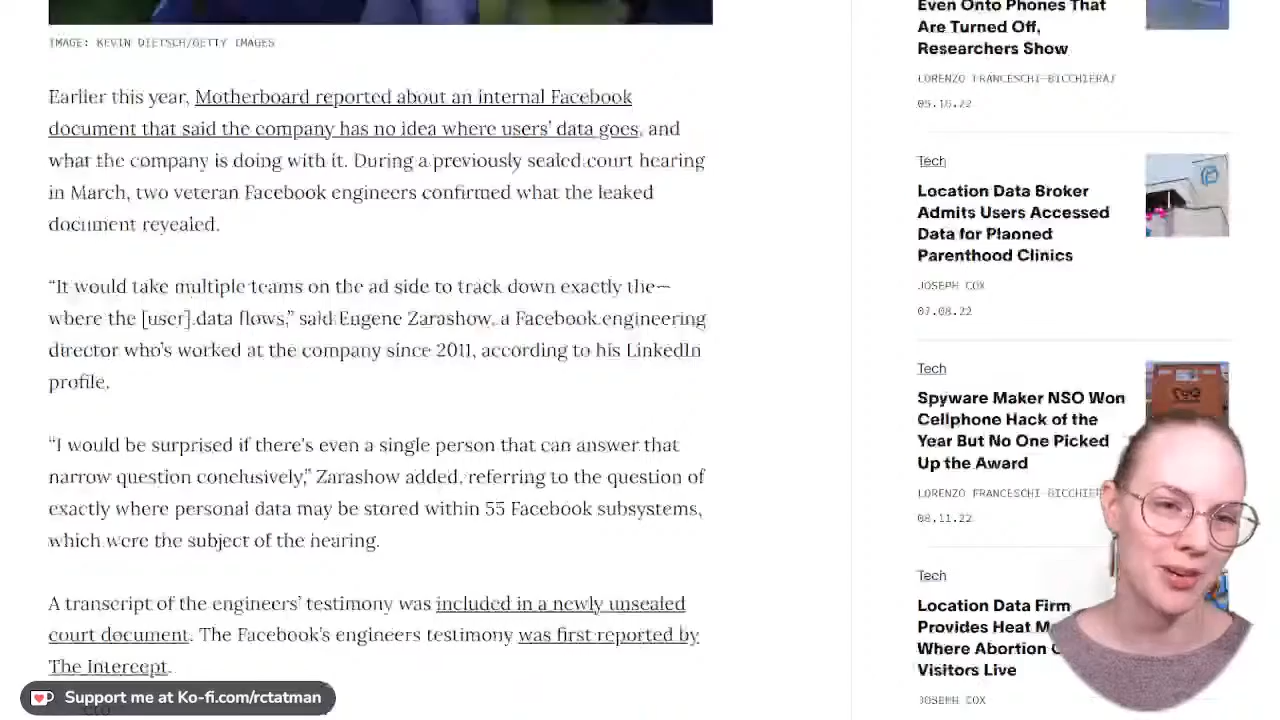 IMAGE: KEVIN DIETSCH/GETTY IMAGES
Earlier this year, Motherboard reported about an internal Facebook
document that said the company has no idea where users' data goes, and
what the company is doing with it. During a previously sealed court hearing
in March, two veteran Facebook engineers confirmed what the leaked
document revealed.
“It would take multiple teams on the ad side to track down exactly the—
where the [user] data flows,” said Eugene Zarashow, a Facebook engineering
director who's worked at the company since 2011, according to his LinkedIn
profile.
“I would be surprised if there's even a single person that can answer that
narrow question conclusively,” Zarashow added, referring to the question of
exactly where personal data may be stored within 55 Facebook subsystems,
which were the subject of the hearing.
A transcript of the engineers' testimony was included in a newly unsealed
court document. The Facebook's engineers testimony was first reported by
The Intercept.
Support me at Ko-fi.com/rctatman
Even Onto Phones That
Are Turned Off,
Researchers Show
LORENZO FRANCESCHI-BICCHIERAI
05.16.22
Tech
Location Data Broker
Admits Users Accessed
Data for Planned
Parenthood Clinics
JOSEPH COX
07.08.22
Tech
Spyware Maker NSO Won
Cellphone Hack of the
Year But No One Picked
Up the Award
LORENZO FRANCESCHI-BICCHIER
08.11.22
Tech
Location Data Firm
Provides Heat M
Where Abortion
Visitors Live
JOSEPH COX